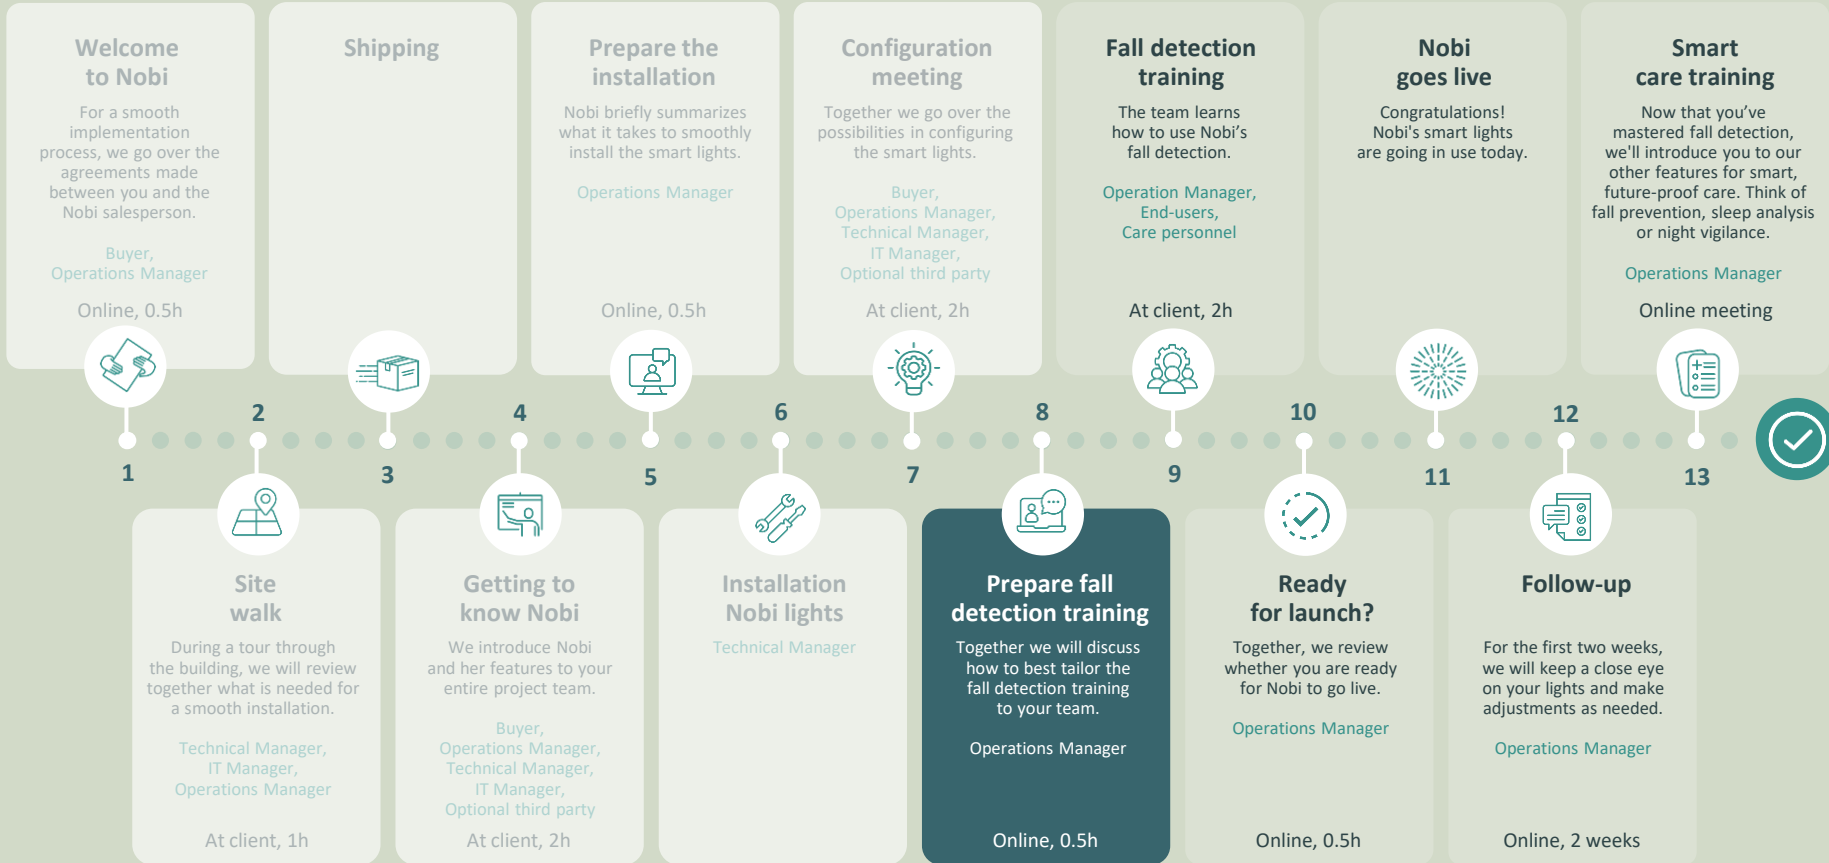 Welcome
to Nobi
For a smooth
implementation
process, we go over the
agreements made
between you and the
Nobi salesperson.
Buyer,
Operations Manager
Online, 0.5h
Shipping
Prepare the
installation
Nobi briefly summarizes
what it takes to smoothly
install the smart lights.
Operations Manager
Online, 0.5h
Configuration
meeting
Together we go over the
possibilities in configuring
the smart lights.
Buyer,
Operations Manager,
Technical Manager,
IT Manager,
Optional third party
At client, 2h
Fall detection
training
The team learns
how to use Nobi’s
fall detection.
Operation Manager,
End-users,
Care personnel
At client, 2h
Nobi
goes live
Congratulations!
Nobi's smart lights
are going in use today.
Smart
care training
Now that you’ve
mastered fall detection,
we'll introduce you to our
other features for smart,
future-proof care. Think of
fall prevention, sleep analysis
or night vigilance.
Operations Manager
Online meeting
1
2
3
4
5
6
7
8
9
10
11
12
13
Site
walk
During a tour through
the building, we will review
together what is needed for
a smooth installation.
Technical Manager,
IT Manager,
Operations Manager
At client, 1h
Getting to
know Nobi
We introduce Nobi
and her features to your
entire project team.
Buyer,
Operations Manager,
Technical Manager,
IT Manager,
Optional third party
At client, 2h
Installation
Nobi lights
Technical Manager
Prepare fall
detection training
Together we will discuss
how to best tailor the
fall detection training
to your team.
Operations Manager
Online, 0.5h
Ready
for launch?
Together, we review
whether you are ready
for Nobi to go live.
Operations Manager
Online, 0.5h
Follow-up
For the first two weeks,
we will keep a close eye
on your lights and make
adjustments as needed.
Operations Manager
Online, 2 weeks